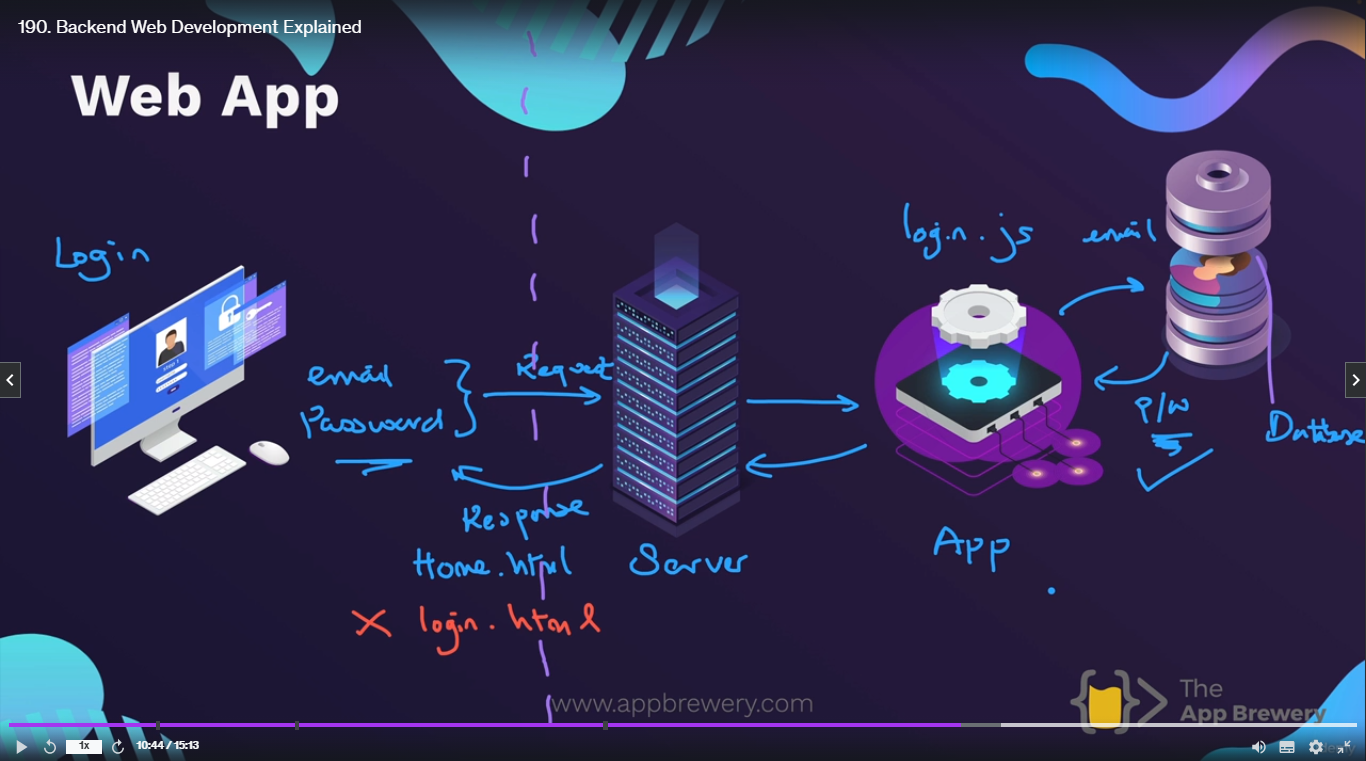 190. Backend Web Development Explained
Web App
Login
email
Password
Request
Response
Home.html
X login.html
Server
login.js
App
email
P/W
Database
www.appbrewery.com
The
App Brewery
1x
10:44 / 15:13